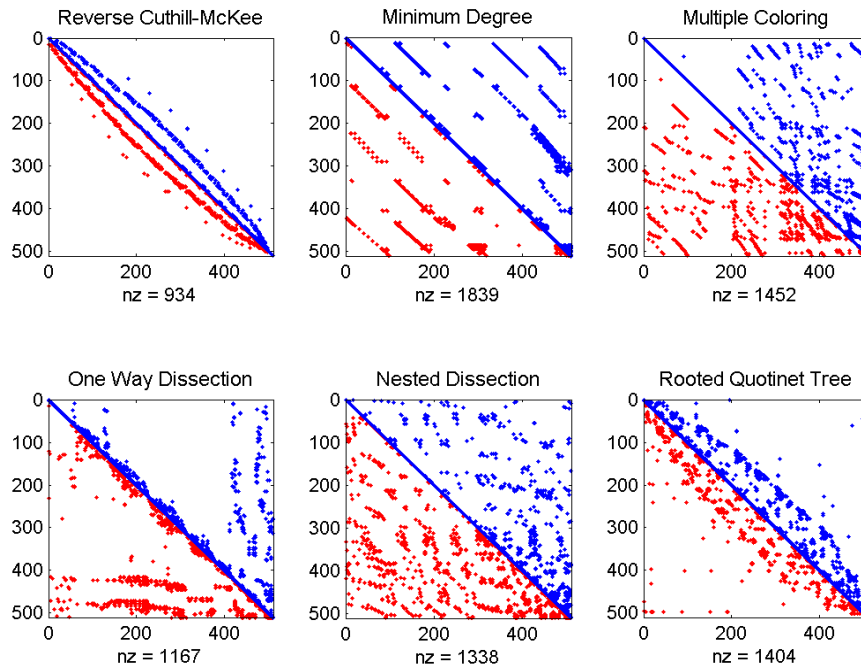 Reverse Cuthill-McKee
0
100
200
300
400
500
0 200 400
nz = 934
Minimum Degree
0
100
200
300
400
500
0 200 400
nz = 1839
Multiple Coloring
0
100
200
300
400
500
0 200 400
nz = 1452
One Way Dissection
0
100
200
300
400
500
0 200 400
nz = 1167
Nested Dissection
0
100
200
300
400
500
0 200 400
nz = 1338
Rooted Quotinet Tree
0
100
200
300
400
500
0 200 400
nz = 1404